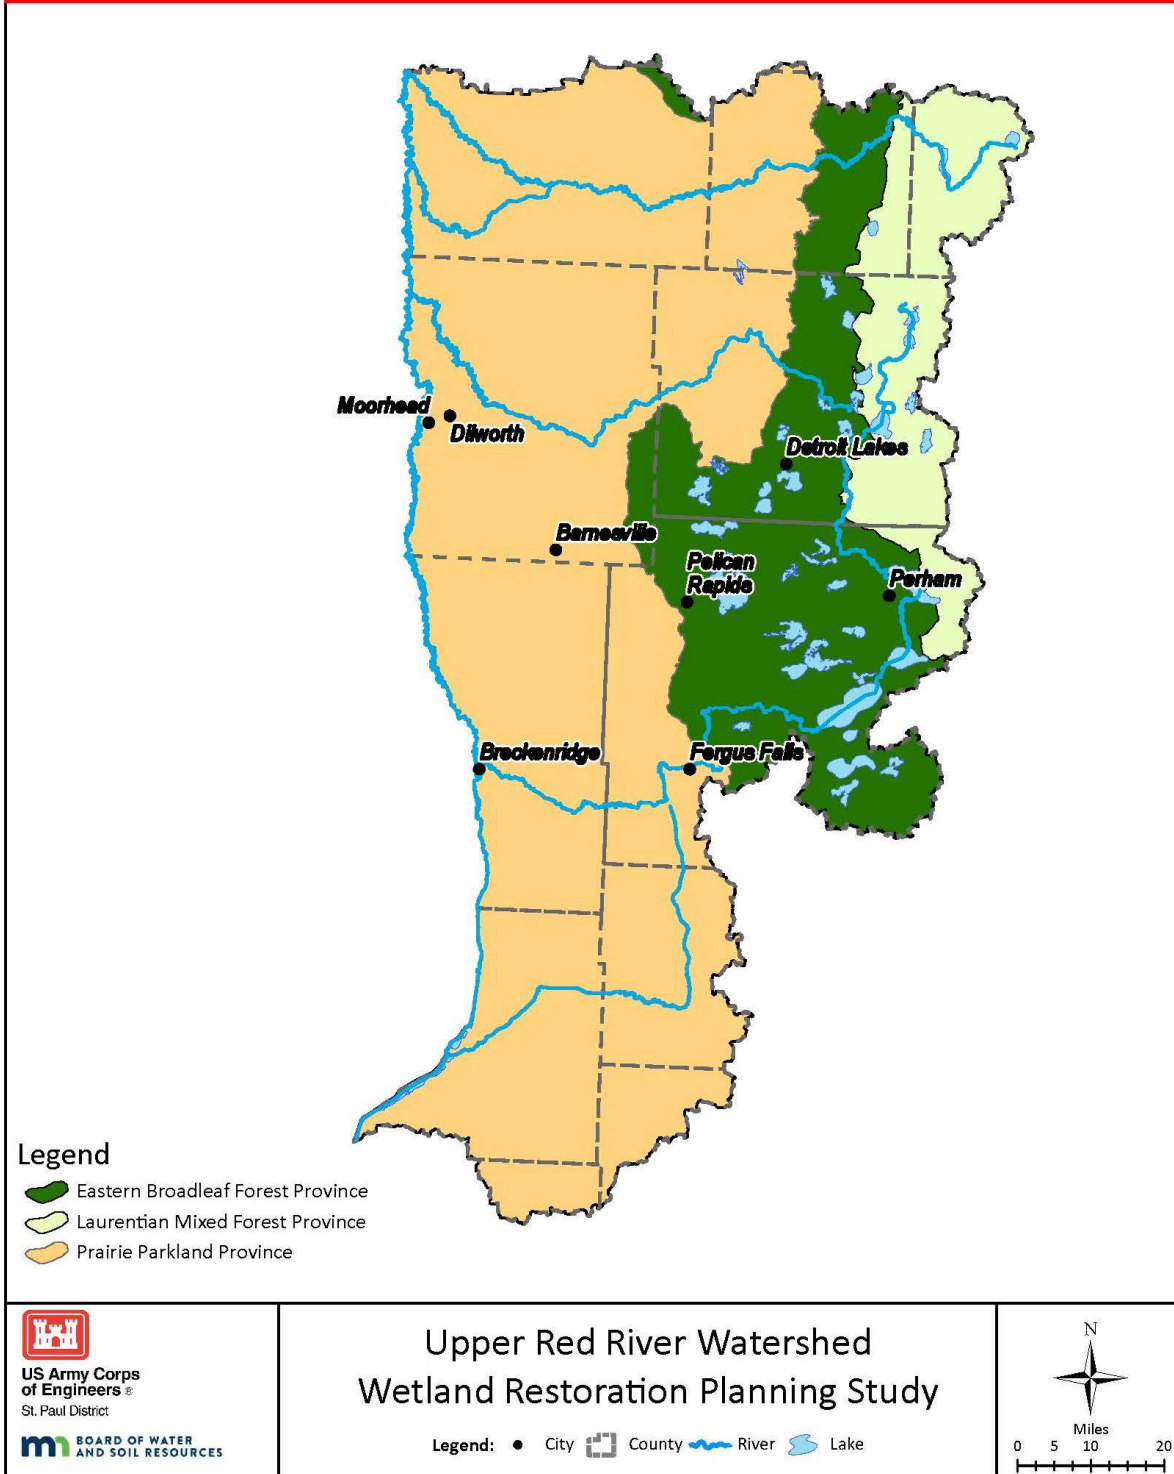 Moorhead
Dilworth
Detroit Lakes
Barnesville
Pelican
Rapids
Perham
Breckenridge
Fergus Falls
Legend
Eastern Broadleaf Forest Province
Laurentian Mixed Forest Province
Prairie Parkland Province
US Army Corps
of Engineers ®
St. Paul District
mn BOARD OF WATER
AND SOIL RESOURCES
Upper Red River Watershed
Wetland Restoration Planning Study
Legend: City County River Lake
N
Miles
0 5 10 20